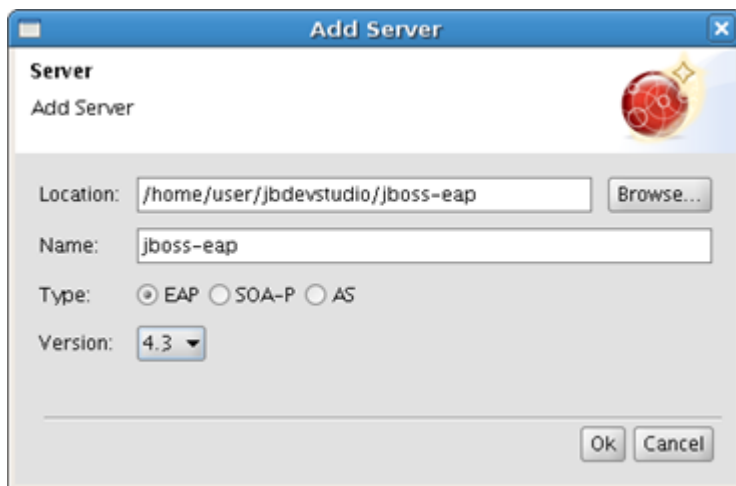 Add Server
Server
Add Server
Location: /home/user/jbdevstudio/jboss-eap Browse...
Name: jboss-eap
Type: EAP SOA-P AS
Version: 4.3
Ok Cancel